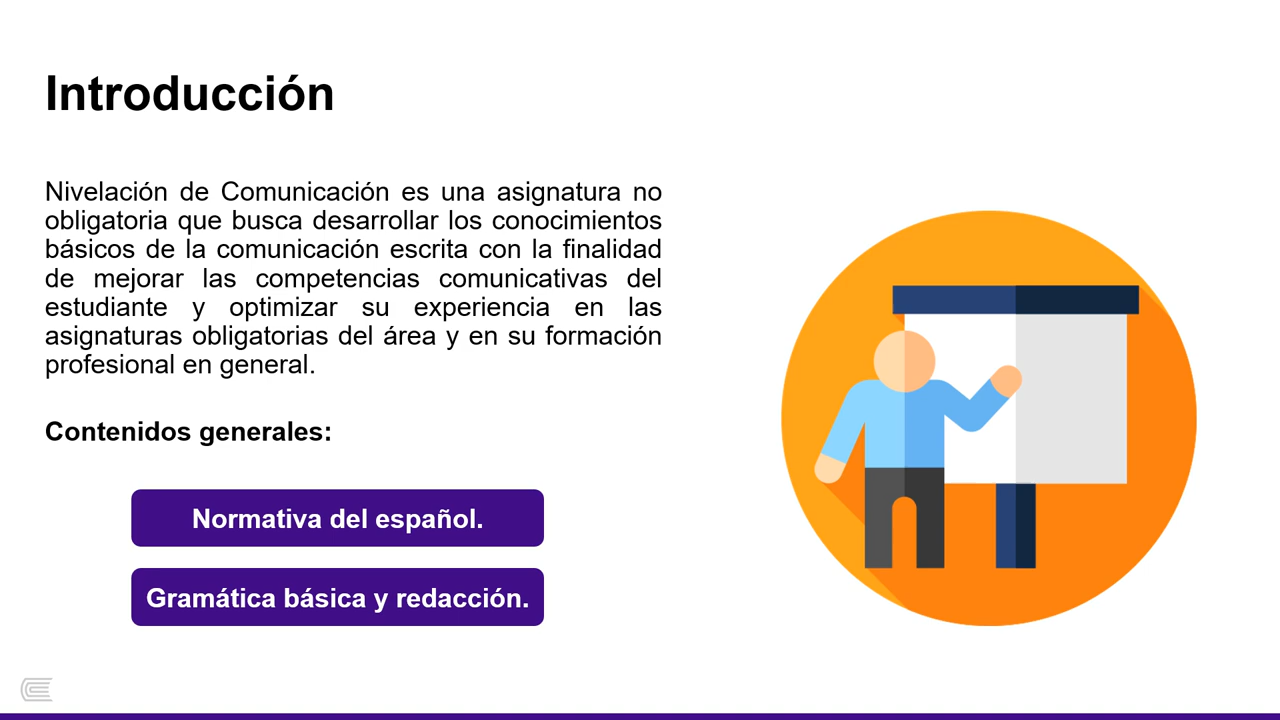 Introducción
Nivelación de Comunicación es una asignatura no
obligatoria que busca desarrollar los conocimientos
básicos de la comunicación escrita con la finalidad
de mejorar las competencias comunicativas del
estudiante y optimizar su experiencia en las
asignaturas obligatorias del área y en su formación
profesional en general.
Contenidos generales:
Normativa del español.
Gramática básica y redacción.